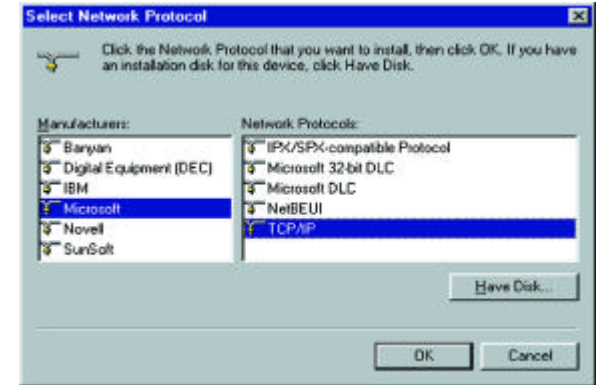 Select Network Protocol
Click the Network Protocol that you want to install, then click OK. If you have
an installation disk for this device, click Have Disk.
Manufacturers:
Banyan
Digital Equipment (DEC)
IBM
Microsoft
Novell
SunSoft
Network Protocols:
IPX/SPX-compatible Protocol
Microsoft 32-bit DLC
Microsoft DLC
NetBEUI
TCP/IP
Have Disk...
OK
Cancel